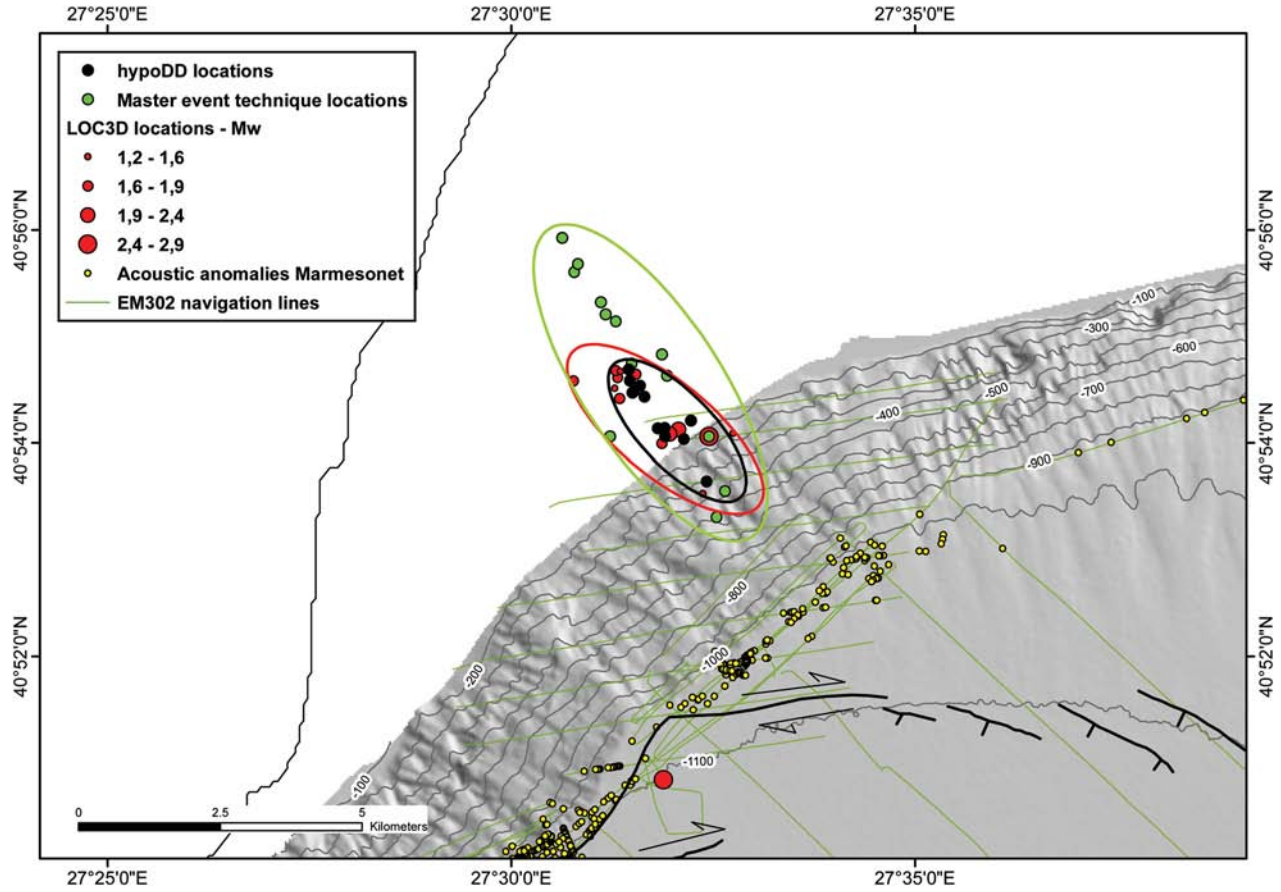 27°25'0"E 27°30'0"E 27°35'0"E
hypoDD locations
Master event technique locations
LOC3D locations - Mw
1,2 - 1,6
1,6 - 1,9
1,9 - 2,4
2,4 - 2,9
Acoustic anomalies Marmesonet
EM302 navigation lines
40°56'0"N 40°56'0"N
-100
-300
-600
-500
-700
-400
40°54'0"N 40°54'0"N
-900
-800
40°52'0"N 40°52'0"N
-1000
-200
-1100
-100
0 2.5 5
Kilometers
27°25'0"E 27°30'0"E 27°35'0"E